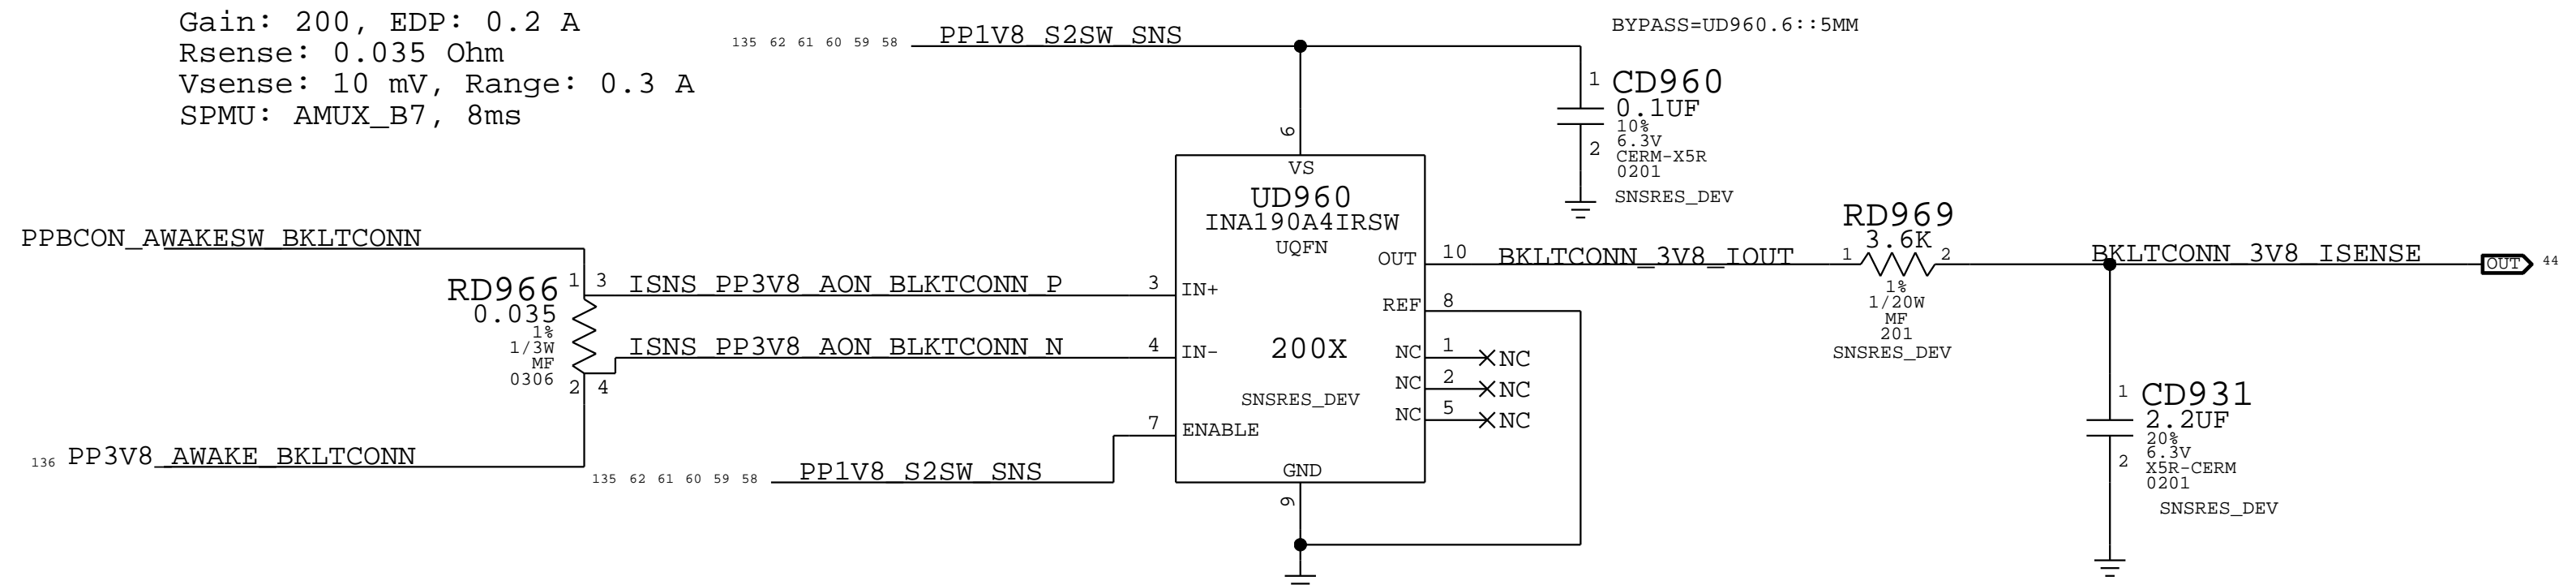 Gain: 200, EDP: 0.2 A
Rsense: 0.035 Ohm
Vsense: 10 mV, Range: 0.3 A
SPMU: AMUX_B7, 8ms
135 62 61 60 59 58 PP1V8_S2SW_SNS
BYPASS=UD960.6::5MM
1 CD960
0.1UF
10%
6.3V
2 CERM-X5R
0201
SNSRES_DEV
6
VS
UD960
INA190A4IRSW
UQFN
PPBCON_AWAKESW_BKLTCONN
1 3 ISNS_PP3V8_AON_BLKTCONN_P 3 IN+
RD966
0.035
1%
1/3W
MF
0306
2 4 ISNS_PP3V8_AON_BLKTCONN_N 4 IN-
200X
SNSRES_DEV
136 PP3V8_AWAKE_BKLTCONN
135 62 61 60 59 58 PP1V8_S2SW_SNS
7 ENABLE
GND
9
OUT 10 BKLTCONN_3V8_IOUT
REF 8
NC 1 NC
NC 2 NC
NC 5 NC
RD969
1 3.6K 2
1%
1/20W
MF
201
SNSRES_DEV
BKLTCONN_3V8_ISENSE OUT 44
1 CD931
2.2UF
20%
6.3V
2 X5R-CERM
0201
SNSRES_DEV